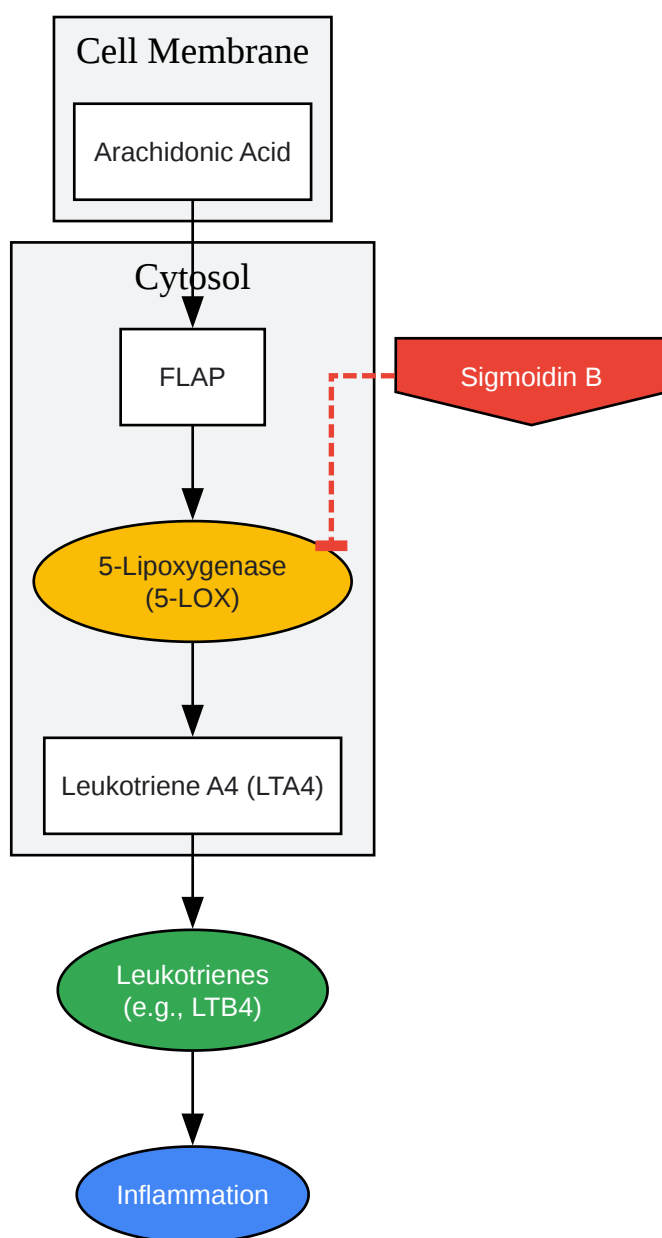 Cell Membrane
Arachidonic Acid
Cytosol
FLAP
Sigmoidin B
5-Lipoxygenase
(5-LOX)
Leukotriene A4 (LTA4)
Leukotrienes
(e.g., LTB4)
Inflammation